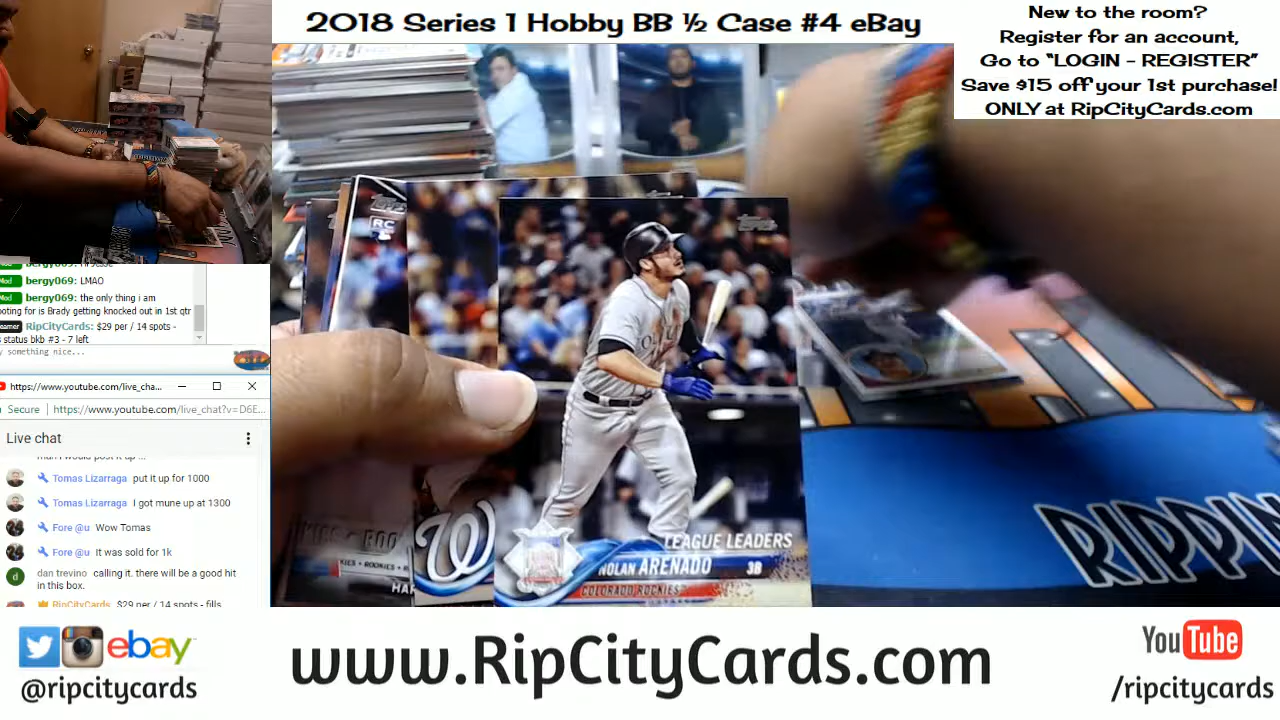 2018 Series 1 Hobby BB ½ Case #4 eBay
New to the room?
Register for an account,
Go to "LOGIN - REGISTER"
Save $15 off your 1st purchase!
ONLY at RipCityCards.com
bergy069: LMAO
bergy069: the only thing i am
oting for is Brady getting knocked out in 1st qtr
RipCityCards: $29 per / 14 spots -
s status bkb #3 - 7 left
y something nice...
https://www.youtube.com/live_cha...
Secure https://www.youtube.com/live_chat?v=D6E...
Live chat
Tomas Lizarraga put it up for 1000
Tomas Lizarraga I got mune up at 1300
Fore @u Wow Tomas
Fore @u It was sold for 1k
dan trevino calling it. there will be a good hit
in this box.
RipCityCards $29 per / 14 spots - fills
topps
RC
W
LEAGUE LEADERS
NOLAN ARENADO 3B
COLORADO ROCKIES
RIPPIN
ebay
@ripcitycards
www.RipCityCards.com
YouTube
/ripcitycards